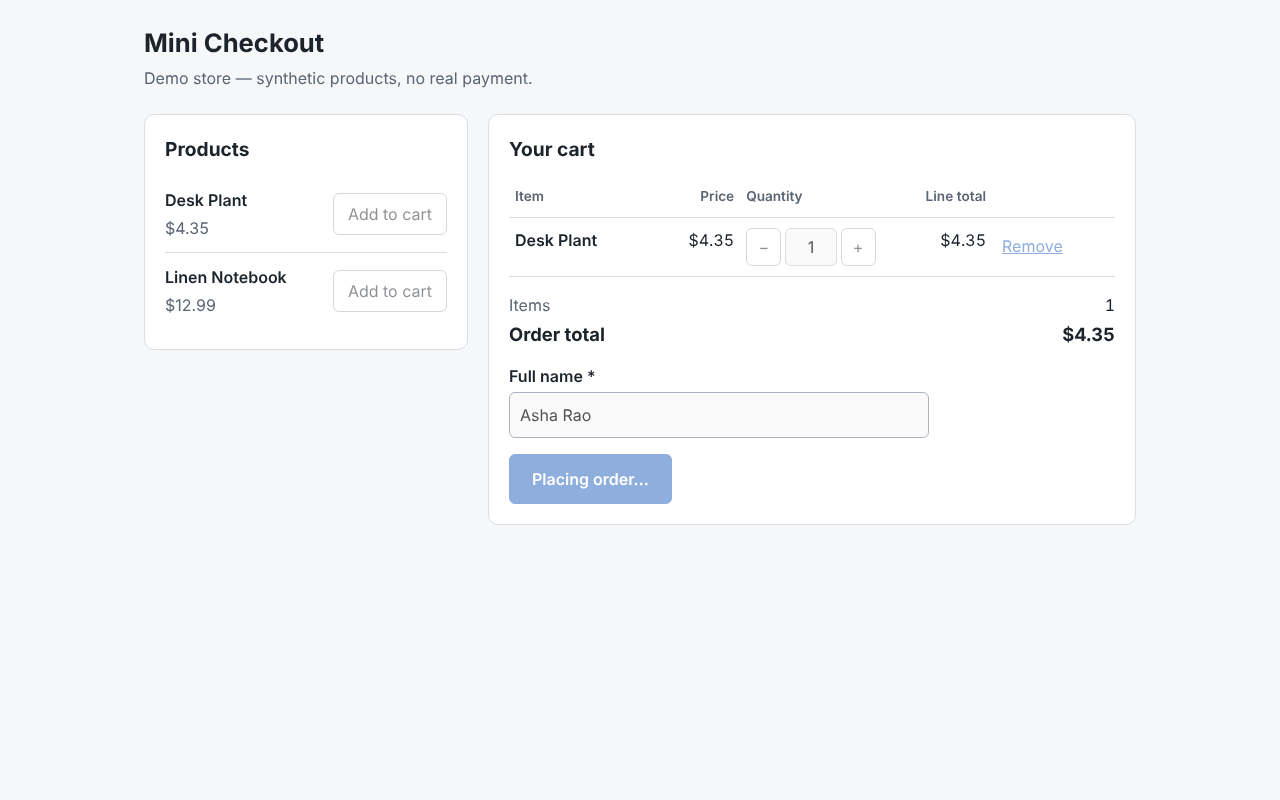 Mini Checkout
Demo store — synthetic products, no real payment.
Products
Desk Plant
$4.35
Add to cart
Linen Notebook
$12.99
Add to cart
Your cart
Item Price Quantity Line total
Desk Plant $4.35 − 1 + $4.35 Remove
Items 1
Order total $4.35
Full name *
Asha Rao
Placing order...